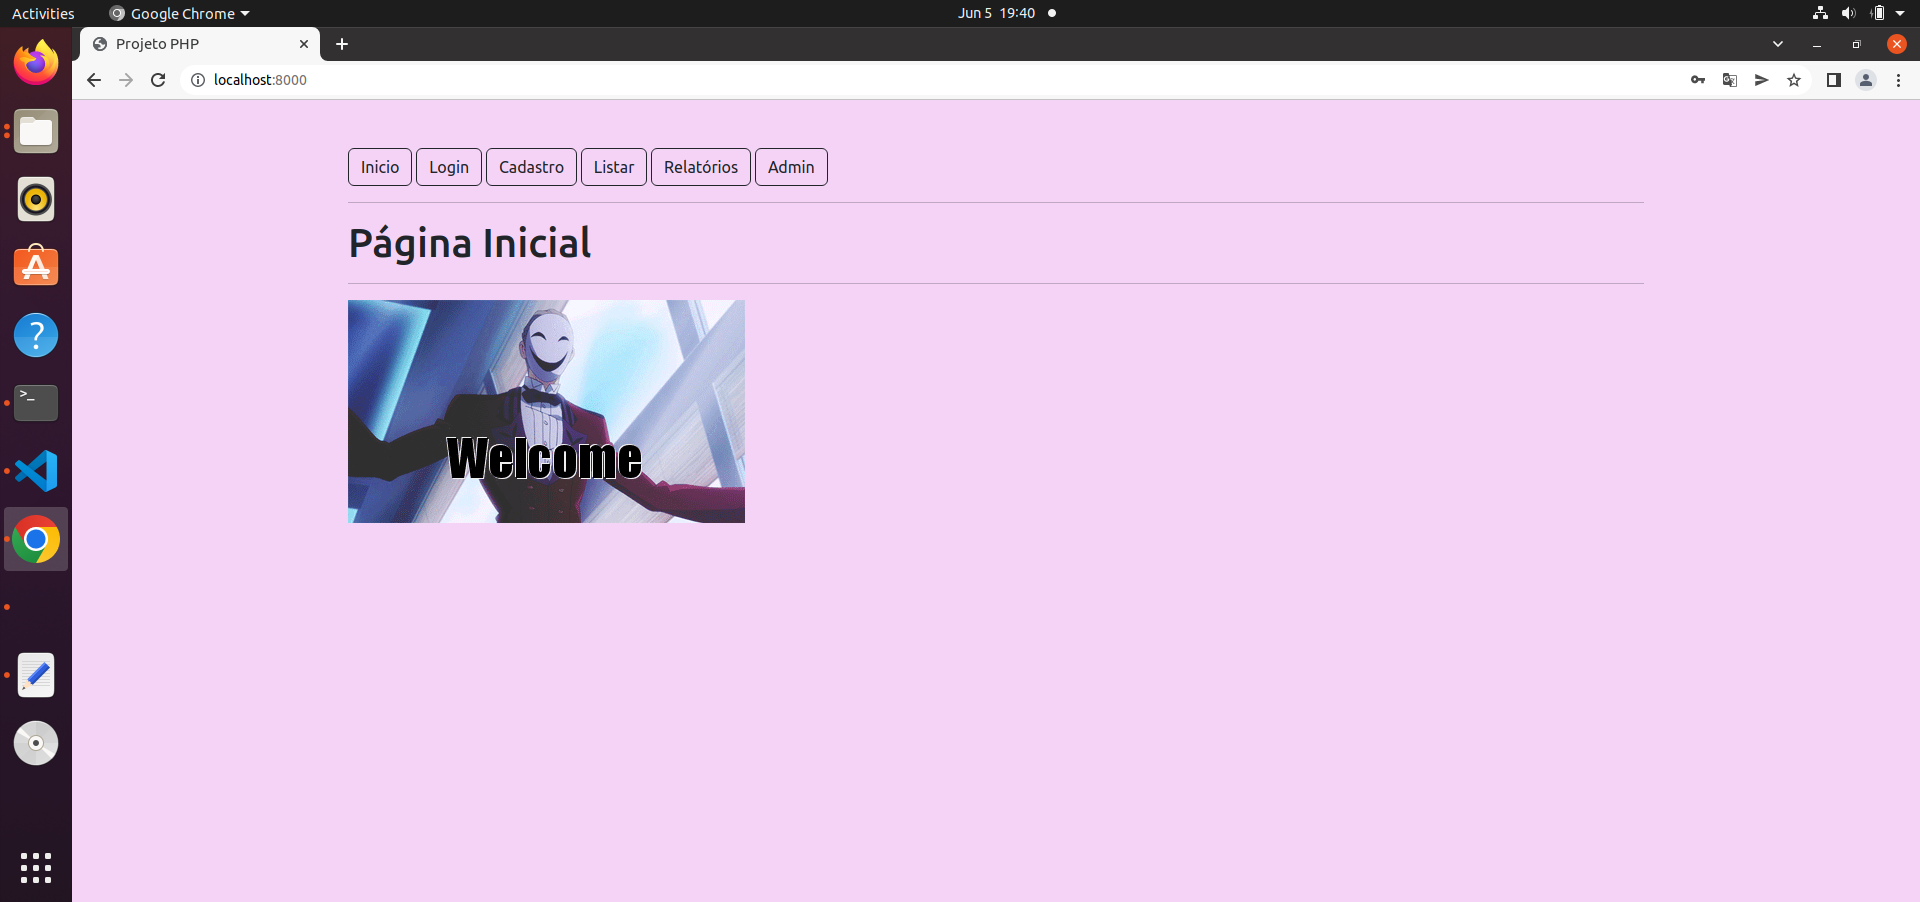 Activities Google Chrome Jun 5 19:40
Projeto PHP
localhost:8000
Inicio Login Cadastro Listar Relatórios Admin
Página Inicial
Welcome